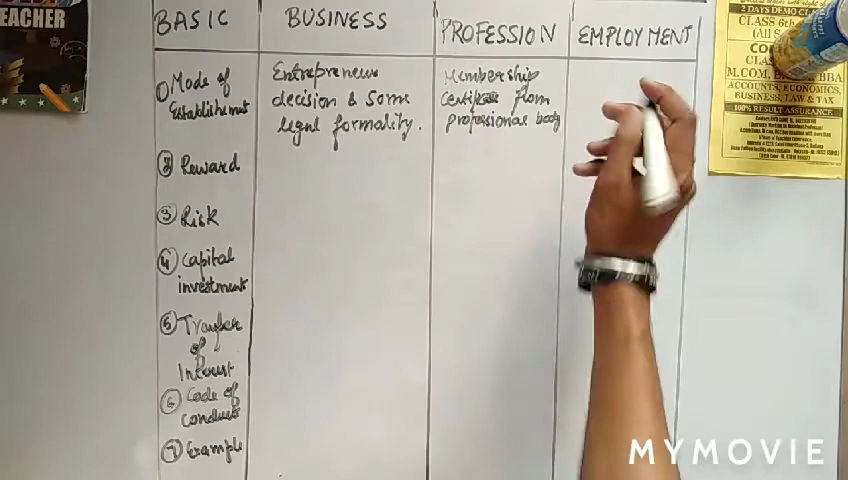 TEACHER
BASIC
BUSINESS
PROFESSION
EMPLOYMENT
① Mode of
Establishment
Entrepreneur
decision & Some
legal formality.
Membership
from
professional body
② Reward
③ Risk
④ Capital
investment
⑤ Transfer
of
Interest
⑥ Code of
conduct
⑦ Example
2 DAYS DEMO
CLASS 6th
M.COM, BBA
ACCOUNTS, ECONOMICS,
BUSINESS, LAW & TAX
100% RESULT ASSURANCE
MYMOVIE